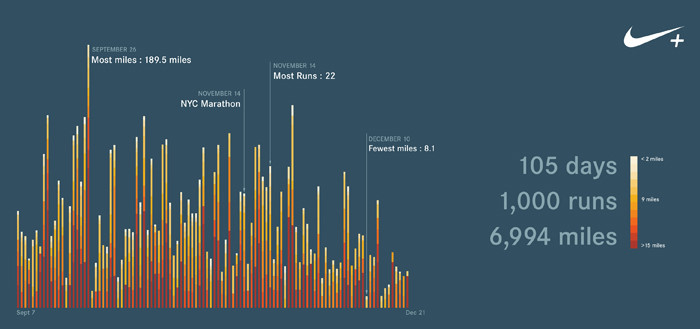 SEPTEMBER 26
Most miles : 189.5 miles
NOVEMBER 14
Most Runs : 22
NOVEMBER 14
NYC Marathon
DECEMBER 10
Fewest miles : 8.1
105 days
1,000 runs
6,994 miles
< 2 miles
9 miles
>15 miles
Sept 7
Dec 21